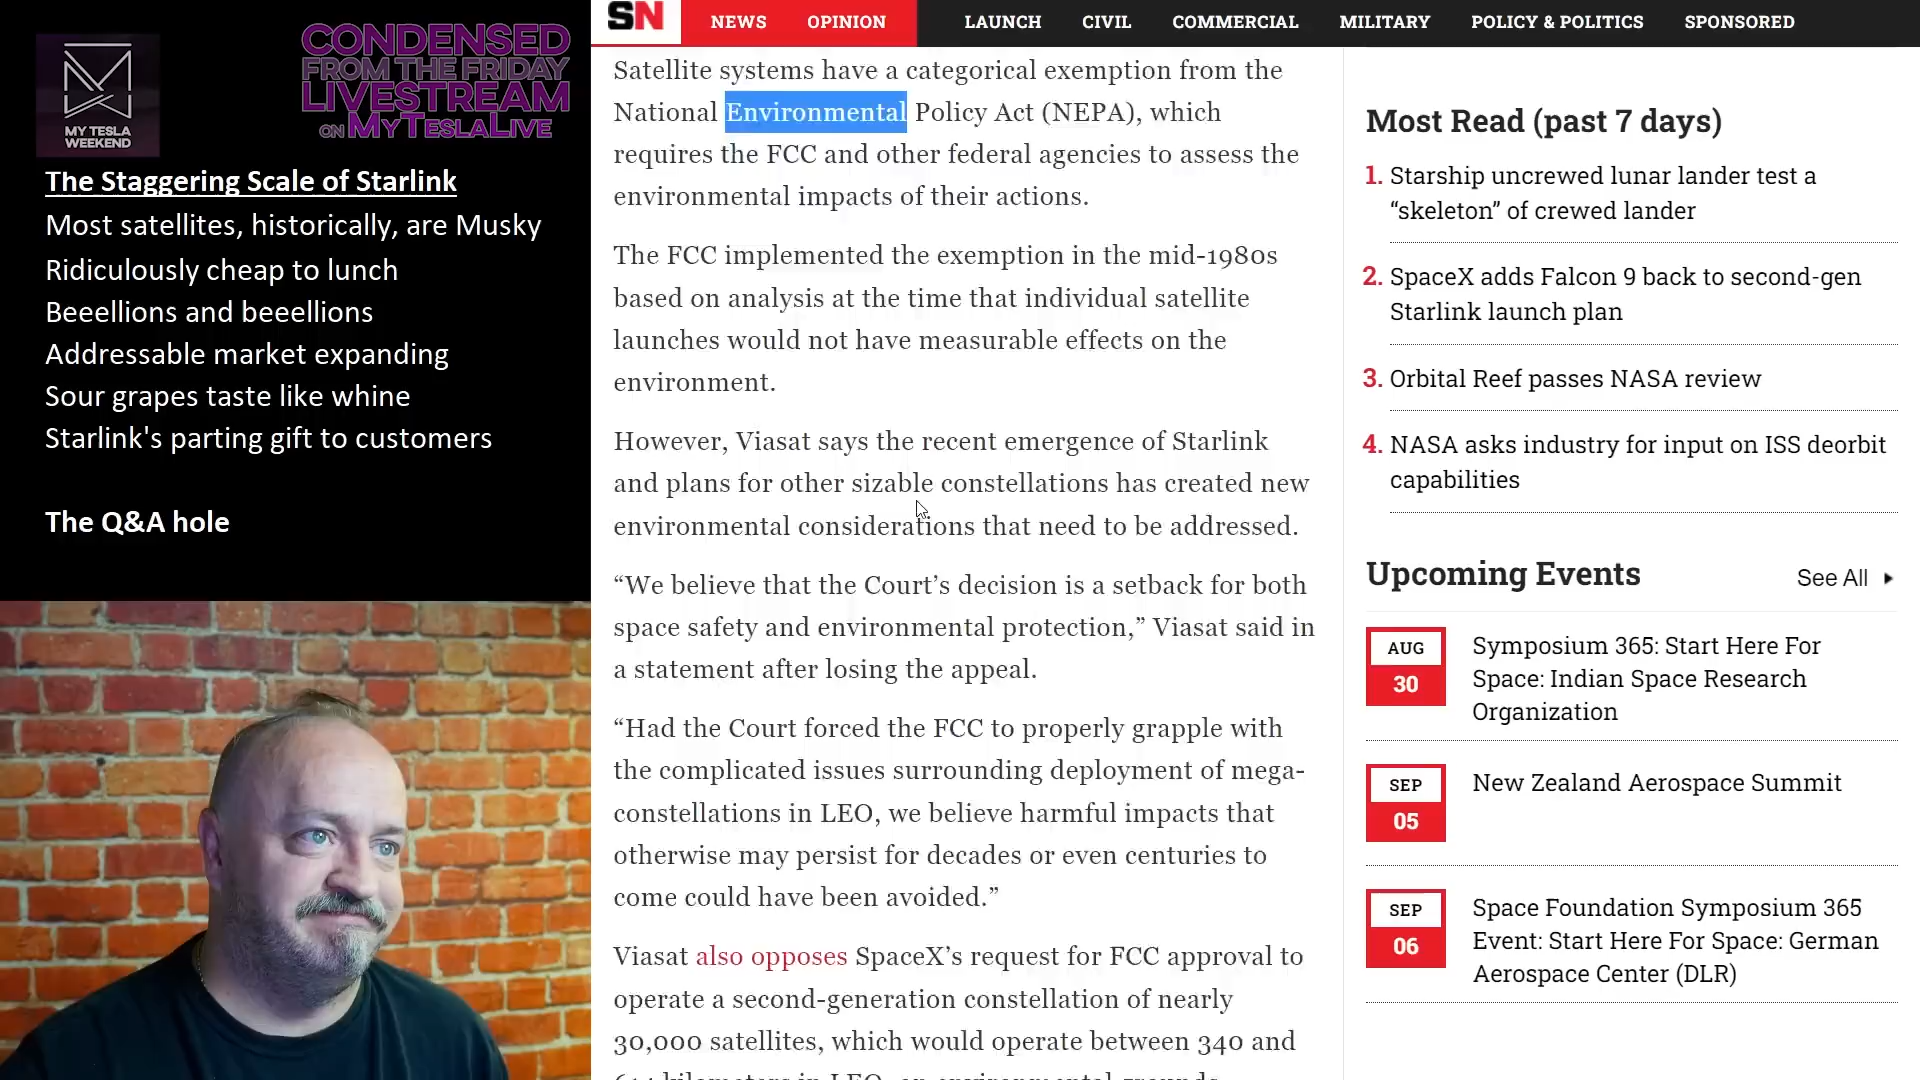 MY TESLA
WEEKEND
CONDENSED
FROM THE FRIDAY
LIVESTREAM
ON MYTESLALIVE
The Staggering Scale of Starlink
Most satellites, historically, are Musky
Ridiculously cheap to lunch
Beeellions and beeellions
Addressable market expanding
Sour grapes taste like whine
Starlink's parting gift to customers
The Q&A hole
SN NEWS OPINION LAUNCH CIVIL COMMERCIAL MILITARY POLICY & POLITICS SPONSORED
Satellite systems have a categorical exemption from the
National Environmental Policy Act (NEPA), which
requires the FCC and other federal agencies to assess the
environmental impacts of their actions.
The FCC implemented the exemption in the mid-1980s
based on analysis at the time that individual satellite
launches would not have measurable effects on the
environment.
However, Viasat says the recent emergence of Starlink
and plans for other sizable constellations has created new
environmental considerations that need to be addressed.
“We believe that the Court’s decision is a setback for both
space safety and environmental protection,” Viasat said in
a statement after losing the appeal.
“Had the Court forced the FCC to properly grapple with
the complicated issues surrounding deployment of mega-
constellations in LEO, we believe harmful impacts that
otherwise may persist for decades or even centuries to
come could have been avoided.”
Viasat also opposes SpaceX’s request for FCC approval to
operate a second-generation constellation of nearly
30,000 satellites, which would operate between 340 and
Most Read (past 7 days)
1. Starship uncrewed lunar lander test a
“skeleton” of crewed lander
2. SpaceX adds Falcon 9 back to second-gen
Starlink launch plan
3. Orbital Reef passes NASA review
4. NASA asks industry for input on ISS deorbit
capabilities
Upcoming Events See All
AUG
30
Symposium 365: Start Here For
Space: Indian Space Research
Organization
SEP
05
New Zealand Aerospace Summit
SEP
06
Space Foundation Symposium 365
Event: Start Here For Space: German
Aerospace Center (DLR)